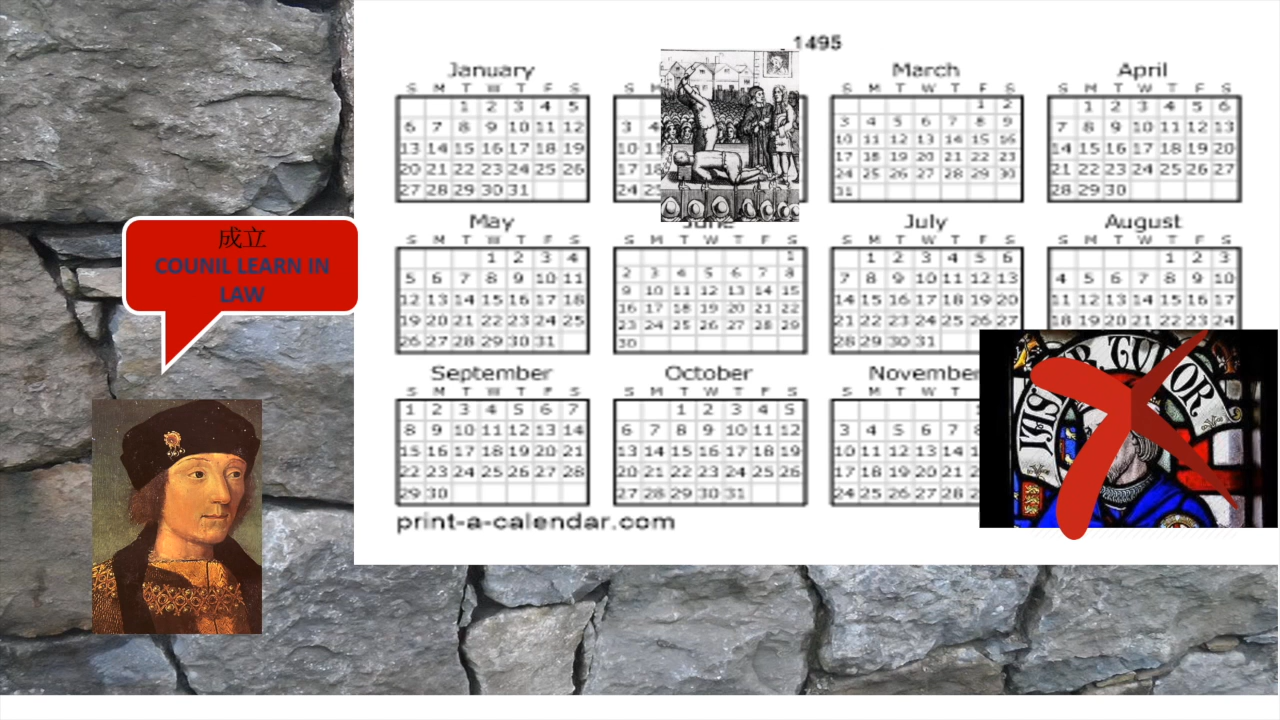 成立
COUNIL LEARN IN
LAW
1495
January
S M T W T F S
1 2 3 4 5
6 7 8 9 10 11 12
13 14 15 16 17 18 19
20 21 22 23 24 25 26
27 28 29 30 31
S M
3 4
10
17 18
24
March
S M T W T F S
1 2
3 4 5 6 7 8 9
10 11 12 13 14 15 16
17 18 19 20 21 22 23
24 25 26 27 28 29 30
31
April
S M T W T F S
1 2 3 4 5 6
7 8 9 10 11 12 13
14 15 16 17 18 19 20
21 22 23 24 25 26 27
28 29 30
May
S M T W T F S
1 2 3 4
5 6 7 8 9 10 11
12 13 14 15 16 17 18
19 20 21 22 23 24 25
26 27 28 29 30 31
June
S M T W T F S
1
2 3 4 5 6 7 8
9 10 11 12 13 14 15
16 17 18 19 20 21 22
23 24 25 26 27 28 29
30
July
S M T W T F S
1 2 3 4 5 6
7 8 9 10 11 12 13
14 15 16 17 18 19 20
21 22 23 24 25 26 27
28 29 30 31
August
S M T W T F S
1 2 3
4 5 6 7 8 9 10
11 12 13 14 15 16 17
18 19 20 21 22 23 24
September
S M T W T F S
1 2 3 4 5 6 7
8 9 10 11 12 13 14
15 16 17 18 19 20 21
22 23 24 25 26 27 28
29 30
October
S M T W T F S
1 2 3 4 5
6 7 8 9 10 11 12
13 14 15 16 17 18 19
20 21 22 23 24 25 26
27 28 29 30 31
November
S M T W T
3 4 5 6 7
10 11 12 13 14
17 18 19 20 21
24 25 26 27 28
TUDOR
print-a-calendar.com